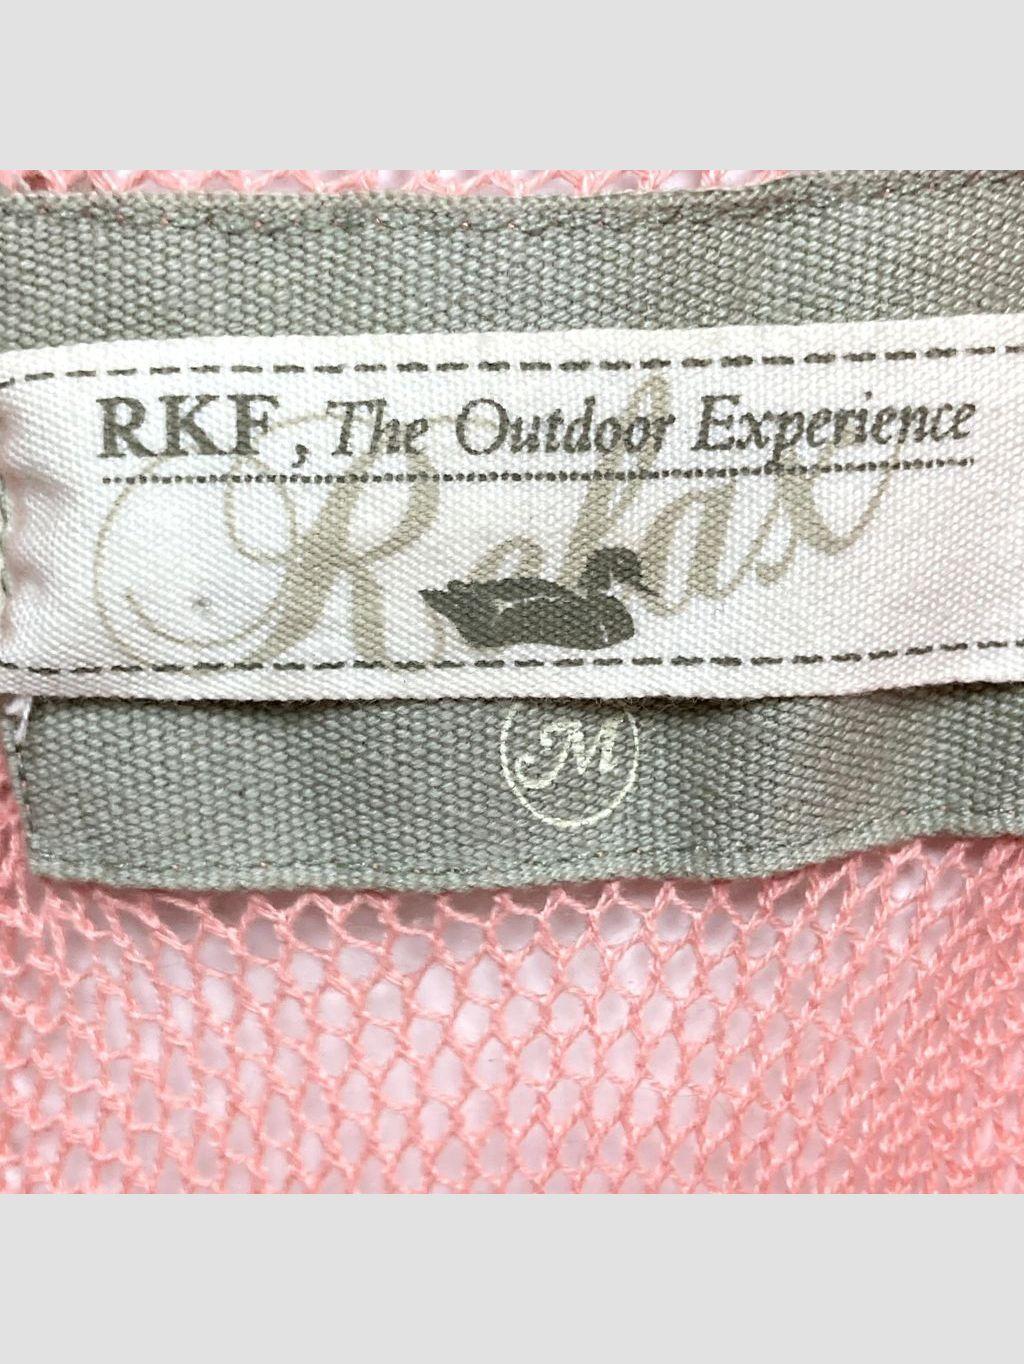 RKF, The Outdoor Experience
Relax
M